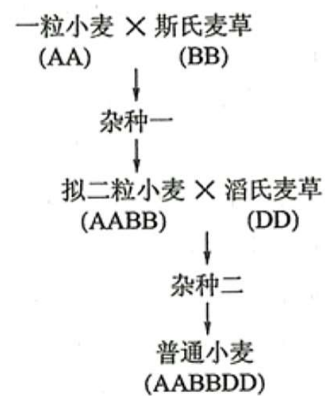 一粒小麦 × 斯氏麦草
(AA) (BB)
杂种一
拟二粒小麦 × 滔氏麦草
(AABB) (DD)
杂种二
普通小麦
(AABBDD)